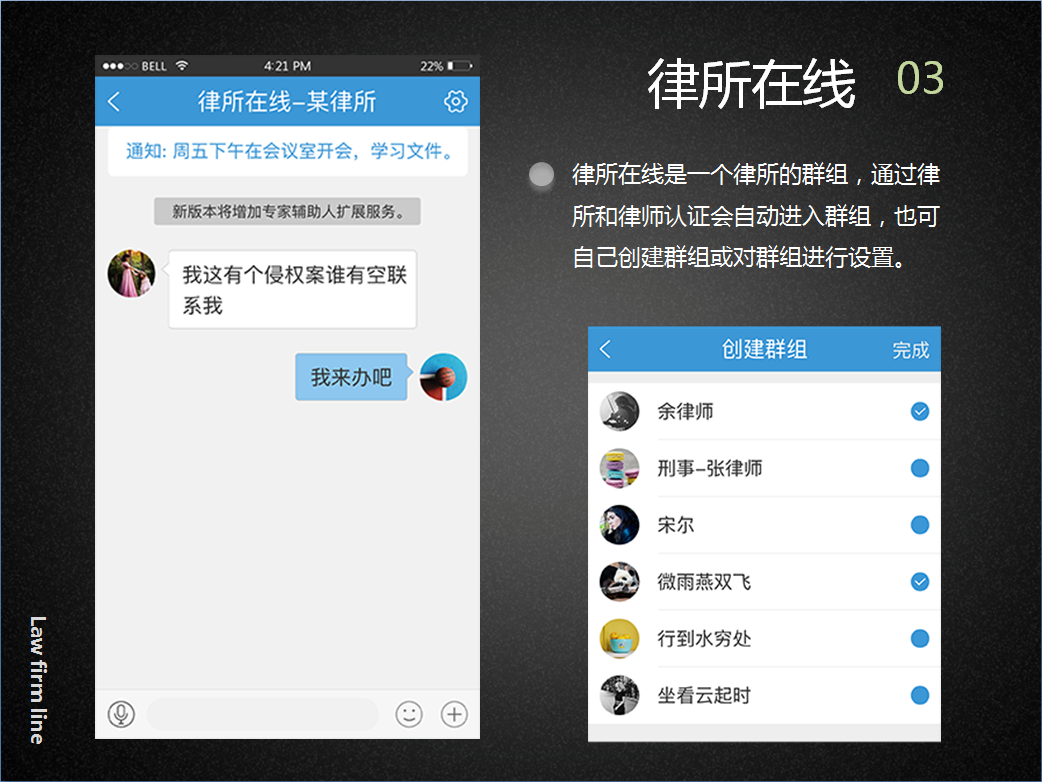 BELL 4:21 PM 22%
律所在线-某律所
通知: 周五下午在会议室开会，学习文件。
新版本将增加专家辅助人扩展服务。
我这有个侵权案谁有空联
系我
我来办吧
律所在线 03
律所在线是一个律所的群组，通过律
所和律师认证会自动进入群组，也可
自己创建群组或对群组进行设置。
创建群组 完成
余律师
刑事-张律师
宋尔
微雨燕双飞
行到水穷处
坐看云起时
Law firm line